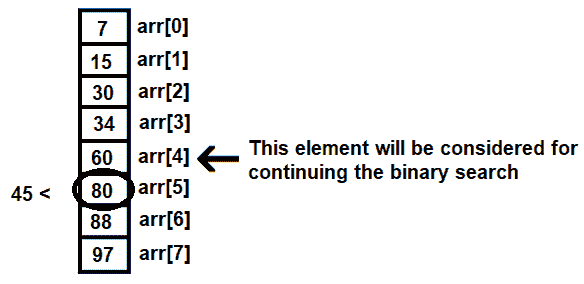 7 arr[0]
15 arr[1]
30 arr[2]
34 arr[3]
60 arr[4]
This element will be considered for
continuing the binary search
45 < 80 arr[5]
88 arr[6]
97 arr[7]